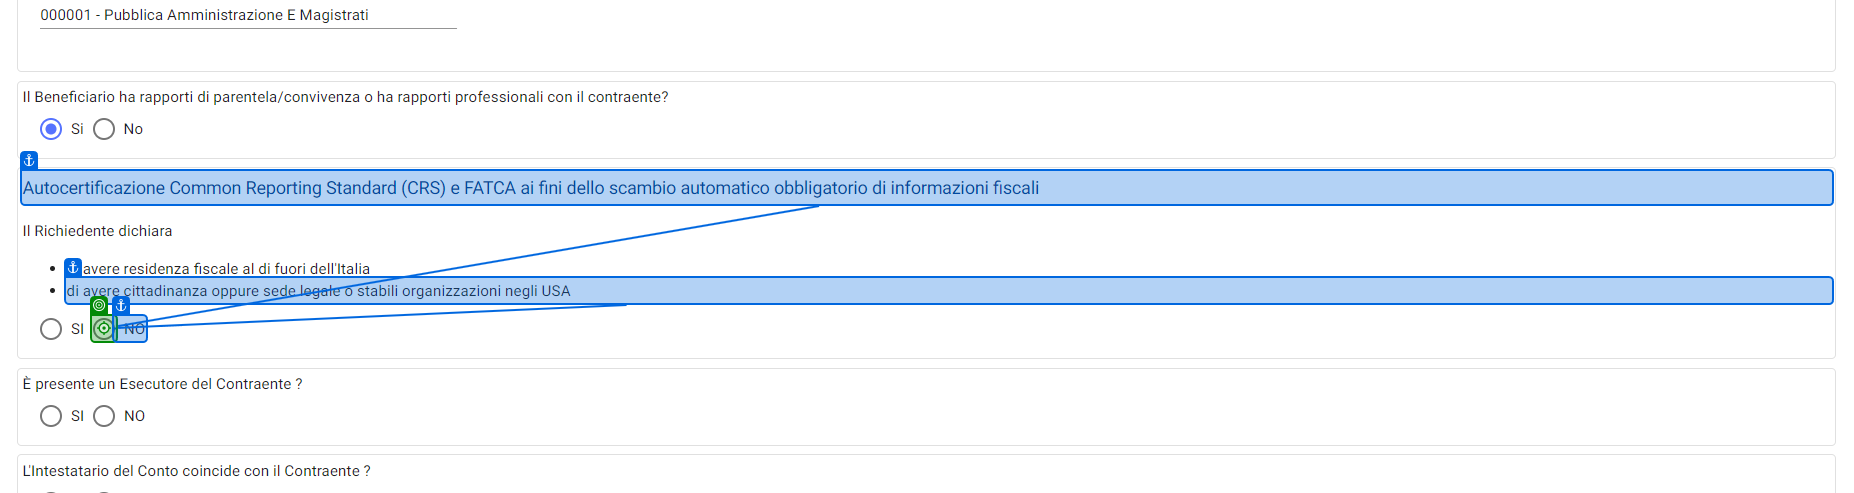 000001 - Pubblica Amministrazione E Magistrati
Il Beneficiario ha rapporti di parentela/convivenza o ha rapporti professionali con il contraente?
Si No
Autocertificazione Common Reporting Standard (CRS) e FATCA ai fini dello scambio automatico obbligatorio di informazioni fiscali
Il Richiedente dichiara
avere residenza fiscale al di fuori dell'Italia
di avere cittadinanza oppure sede legale o stabili organizzazioni negli USA
SI NO
È presente un Esecutore del Contraente ?
SI NO
L'Intestatario del Conto coincide con il Contraente ?